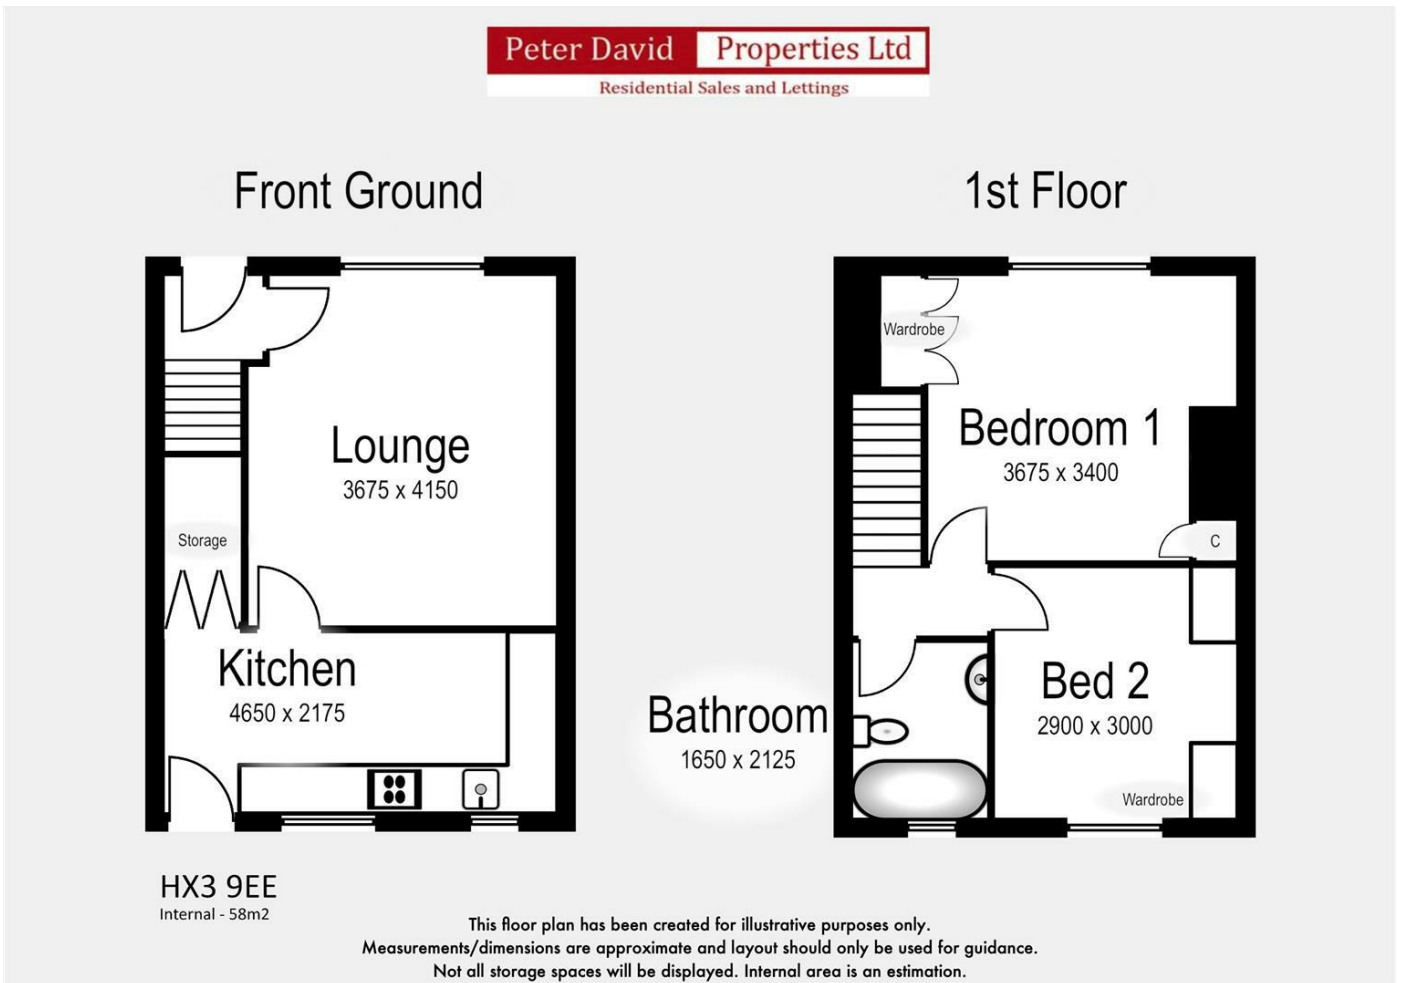 Peter David Properties Ltd
Residential Sales and Lettings
Front Ground
1st Floor
Wardrobe
Lounge
3675 x 4150
Bedroom 1
3675 x 3400
Storage
C
Kitchen
4650 x 2175
Bathroom
1650 x 2125
Bed 2
2900 x 3000
Wardrobe
HX3 9EE
Internal - 58m2
This floor plan has been created for illustrative purposes only.
Measurements/dimensions are approximate and layout should only be used for guidance.
Not all storage spaces will be displayed. Internal area is an estimation.